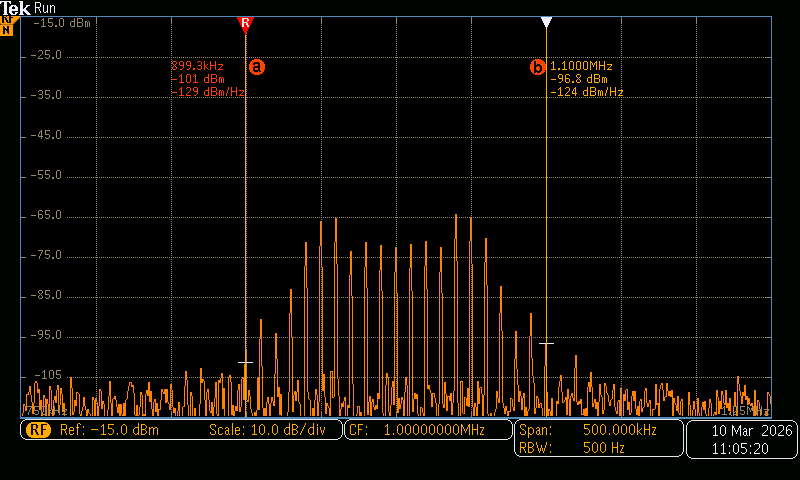 Tek Run
RF
N
-15.0 dBm
R
-25.0
899.3kHz
-101 dBm
-129 dBm/Hz
a
b
1.1000MHz
-96.8 dBm
-124 dBm/Hz
-35.0
-45.0
-55.0
-65.0
-75.0
-85.0
-95.0
-105
RF Ref: -15.0 dBm Scale: 10.0 dB/div
CF: 1.00000000MHz
Span: 500.000kHz
RBW: 500 Hz
10 Mar 2026
11:05:20